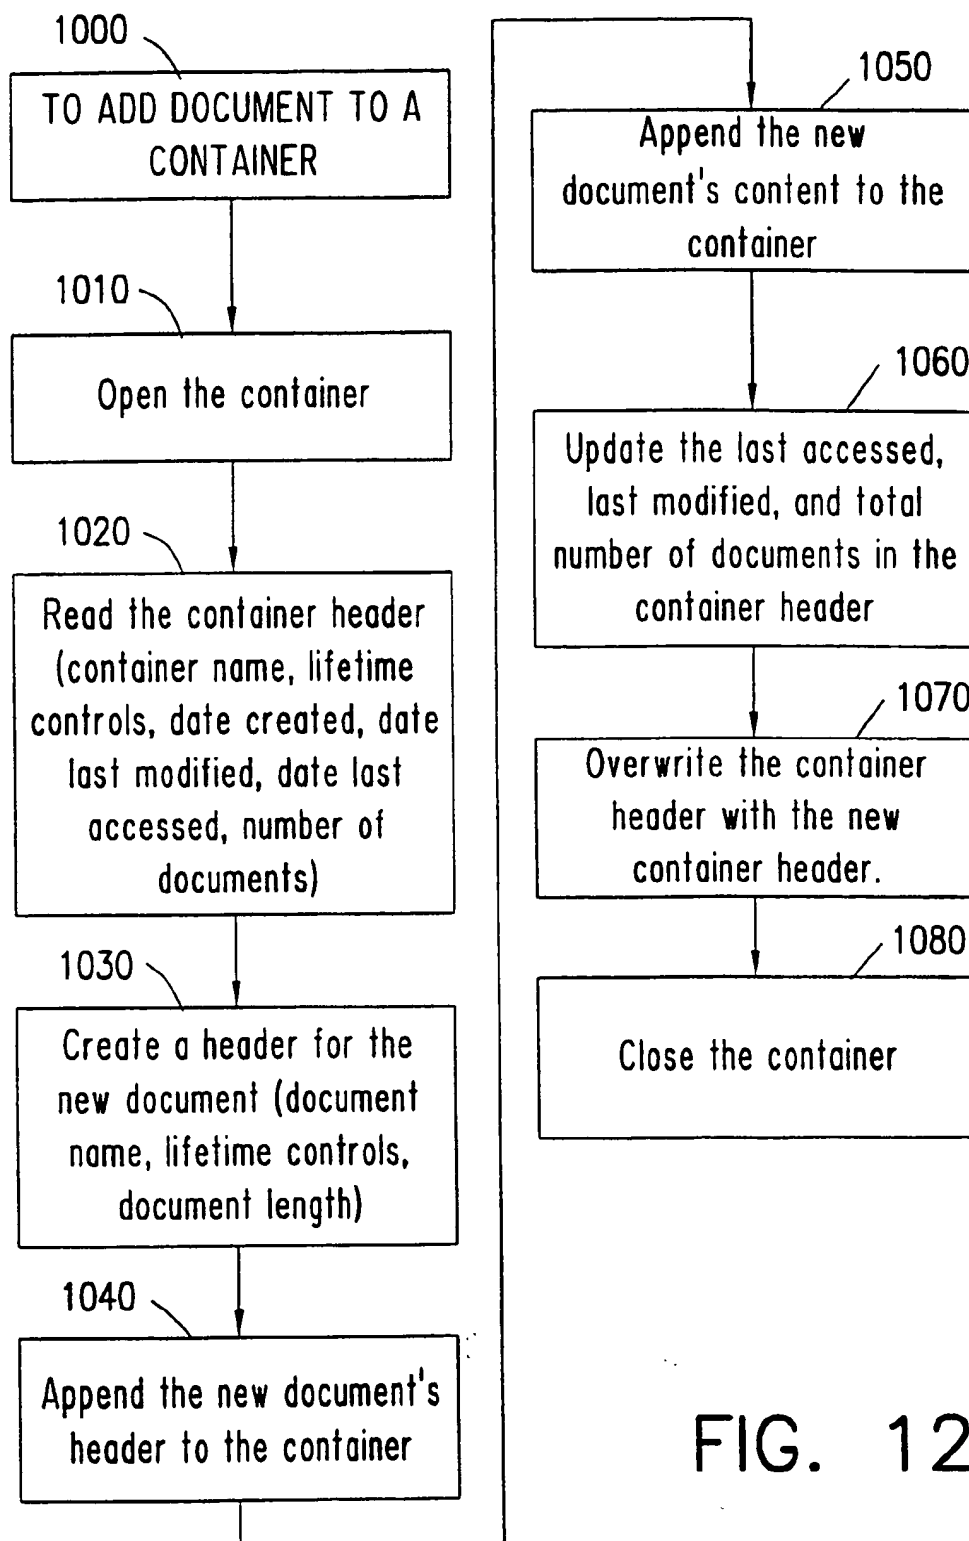 1000
TO ADD DOCUMENT TO A
CONTAINER
1010
Open the container
1020
Read the container header
(container name, lifetime
controls, date created, date
last modified, date last
accessed, number of
documents)
1030
Create a header for the
new document (document
name, lifetime controls,
document length)
1040
Append the new document's
header to the container
1050
Append the new
document's content to the
container
1060
Update the last accessed,
last modified, and total
number of documents in the
container header
1070
Overwrite the container
header with the new
container header.
1080
Close the container
FIG. 12